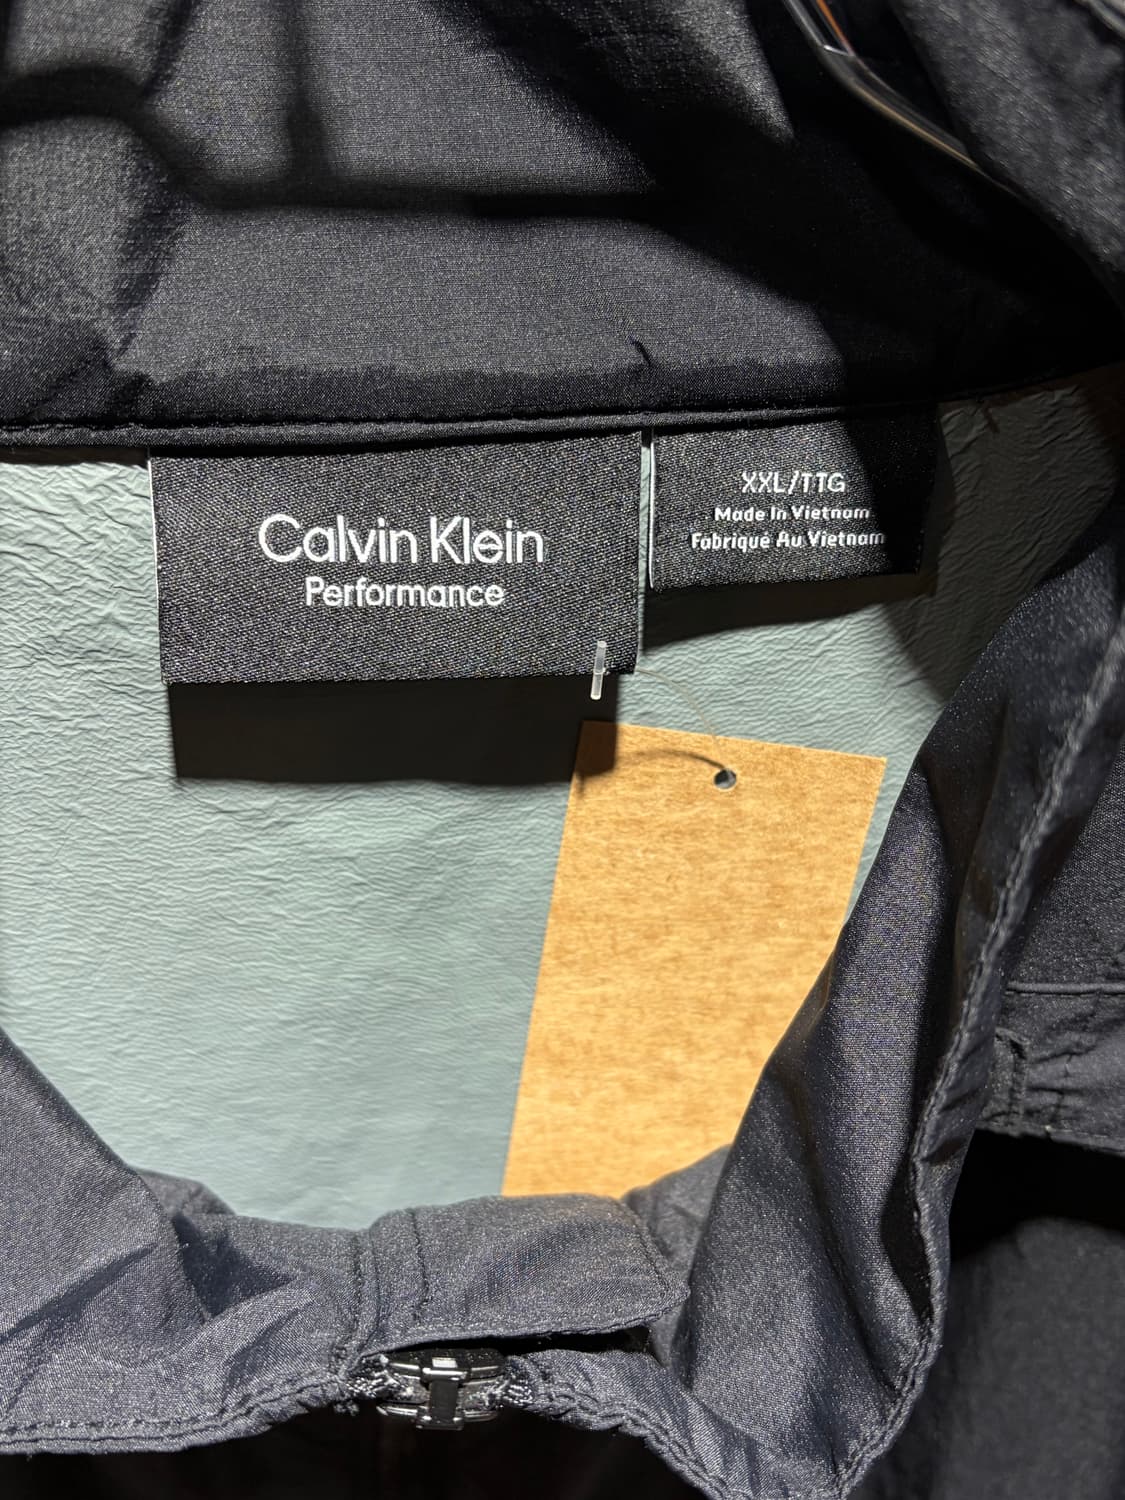 Calvin Klein
Performance
XXL/TTG
Made In Vietnam
Fabriqué Au Vietnam